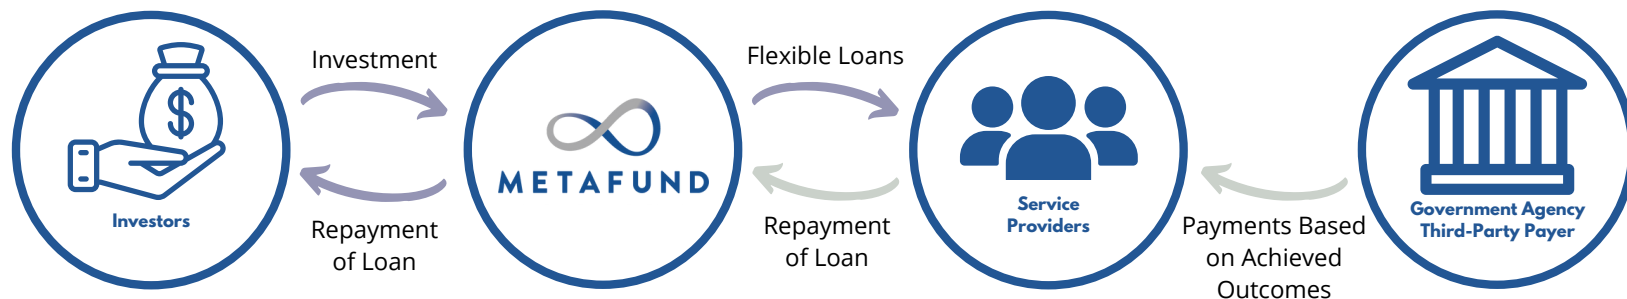 Investment
$
Investors
Repayment
of Loan
METAFUND
Flexible Loans
Repayment
of Loan
Service
Providers
Payments Based
on Achieved
Outcomes
Government Agency
Third-Party Payer